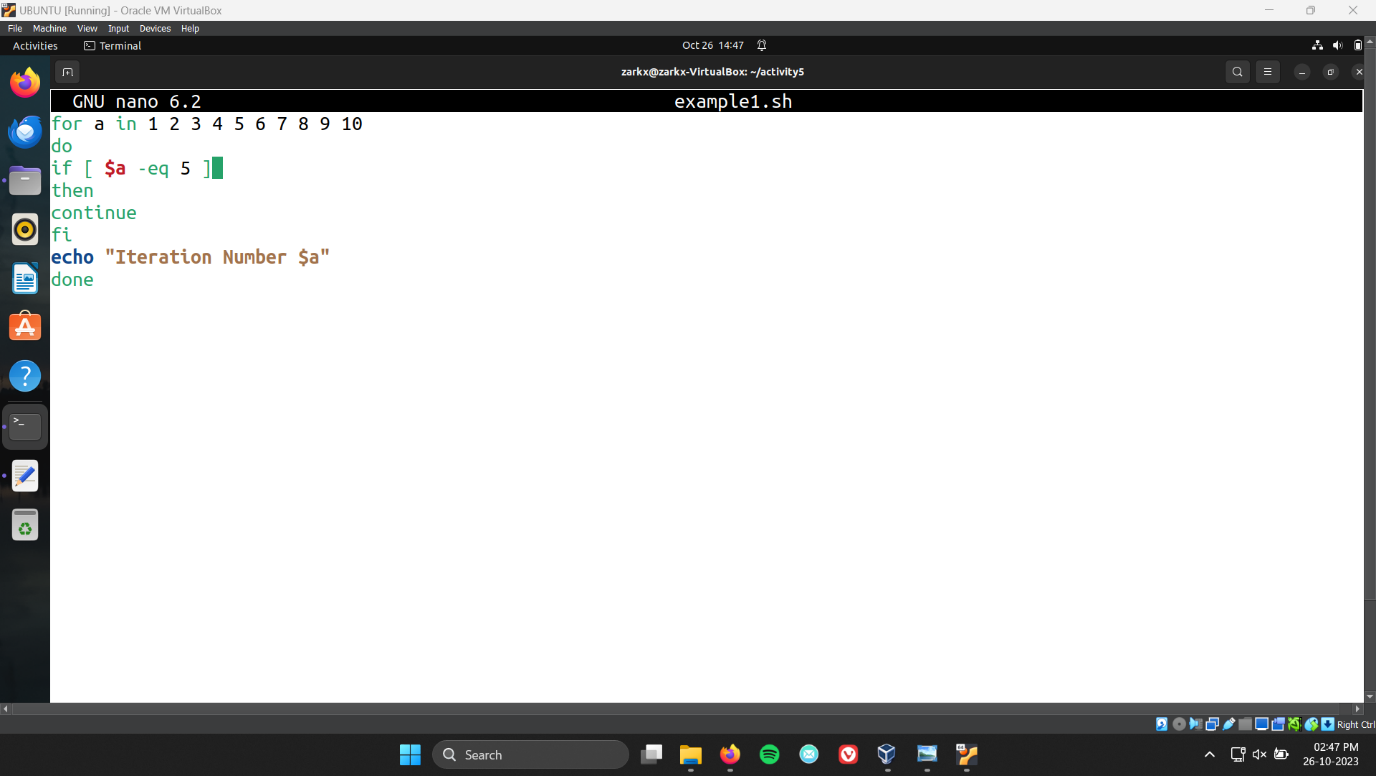 UBUNTU [Running] - Oracle VM VirtualBox
File Machine View Input Devices Help
Activities Terminal Oct 26 14:47
zarkx@zarkx-VirtualBox: ~/activity5
GNU nano 6.2 example1.sh
for a in 1 2 3 4 5 6 7 8 9 10
do
if [ $a -eq 5 ]
then
continue
fi
echo "Iteration Number $a"
done
Right Ctrl
Search
02:47 PM
26-10-2023